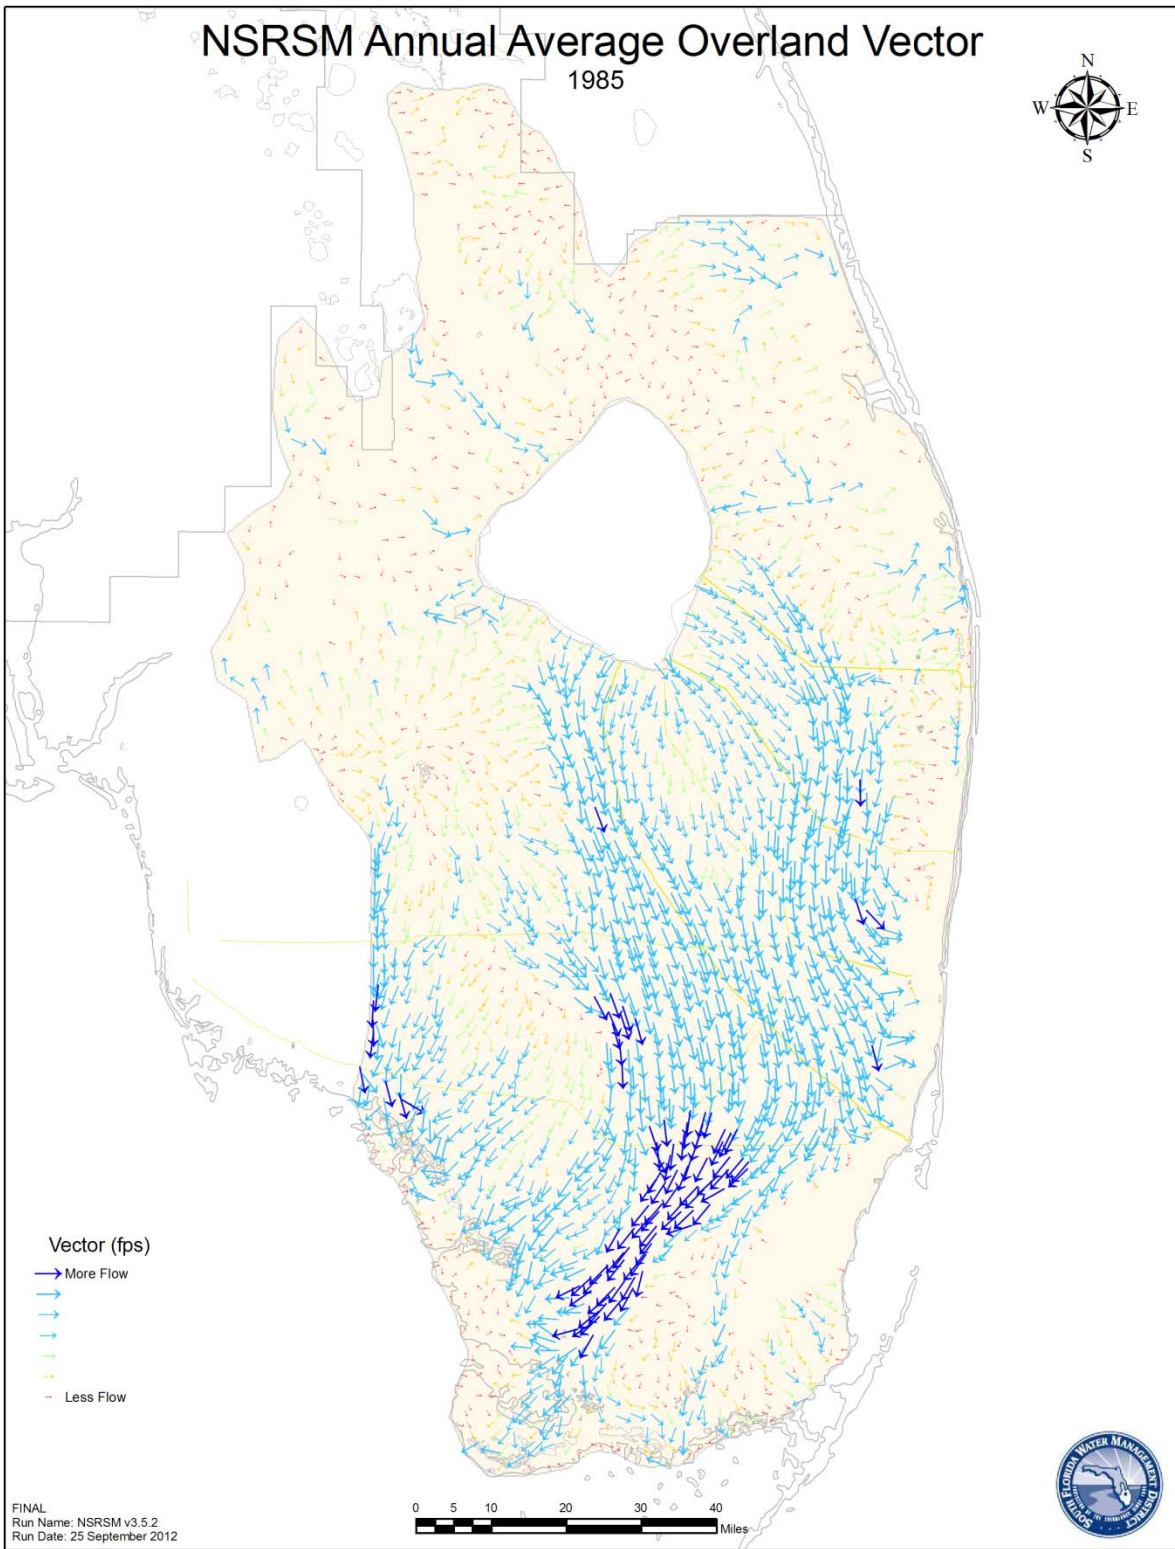 NSRSM Annual Average Overland Vector
1985
N
W E
S
Vector (fps)
More Flow
Less Flow
FINAL
Run Name: NSRSM v3.5.2
Run Date: 25 September 2012
0 5 10 20 30 40
Miles
SOUTH FLORIDA WATER MANAGEMENT DISTRICT